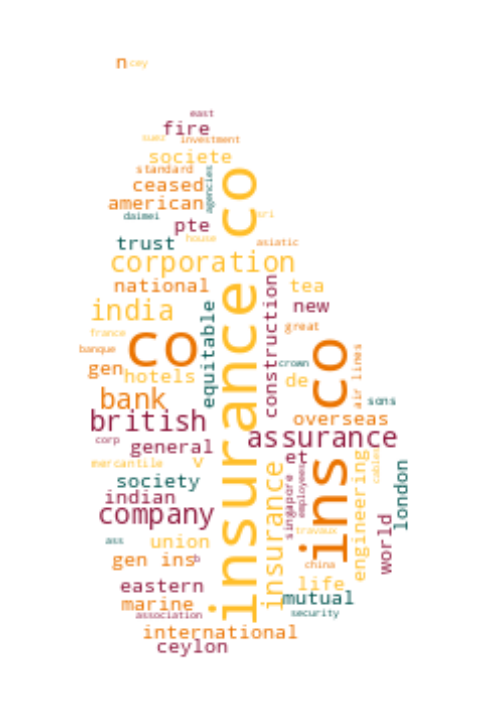 n cey
east
fire
suez investment
societe
standard
ceased
agencies
american
insurance co
daimei
sri
pte
trust
house
asiatic
corporation
national
tea
construction
new
india
equitable
great
france
co
ins co
banque
air lines
crown
gen
hotels
de
bank
sons
british
overseas
assurance
corp
general
et
mercantile
v
insurance
engineering
cables
london
society
singapore
employees
indian
company
world
travaux
ass
union
gen ins
b
china
eastern
life
mutual
marine
association
security
international
ceylon